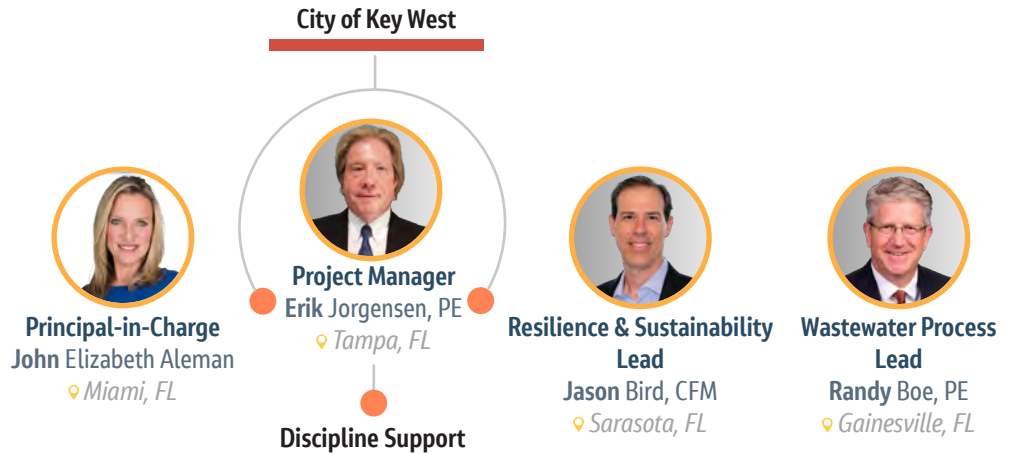 City of Key West
Project Manager
Erik Jorgensen, PE
Tampa, FL
Principal-in-Charge
John Elizabeth Aleman
Miami, FL
Resilience & Sustainability
Lead
Jason Bird, CFM
Sarasota, FL
Wastewater Process
Lead
Randy Boe, PE
Gainesville, FL
Discipline Support